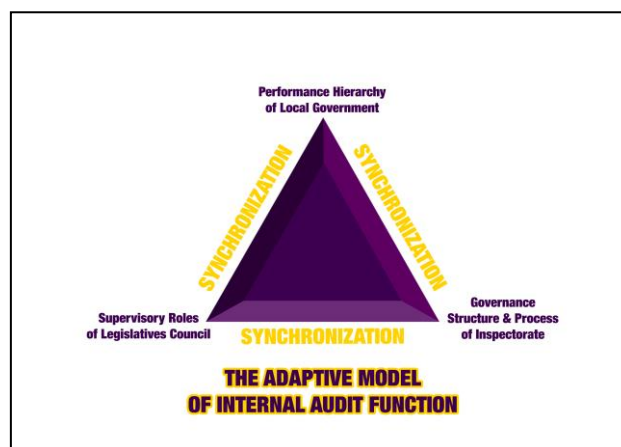 Performance Hierarchy
of Local Government
SYNCHRONIZATION
SYNCHRONIZATION
Supervisory Roles
of Legislatives Council
Governance
Structure & Process
of Inspectorate
SYNCHRONIZATION
THE ADAPTIVE MODEL
OF INTERNAL AUDIT FUNCTION